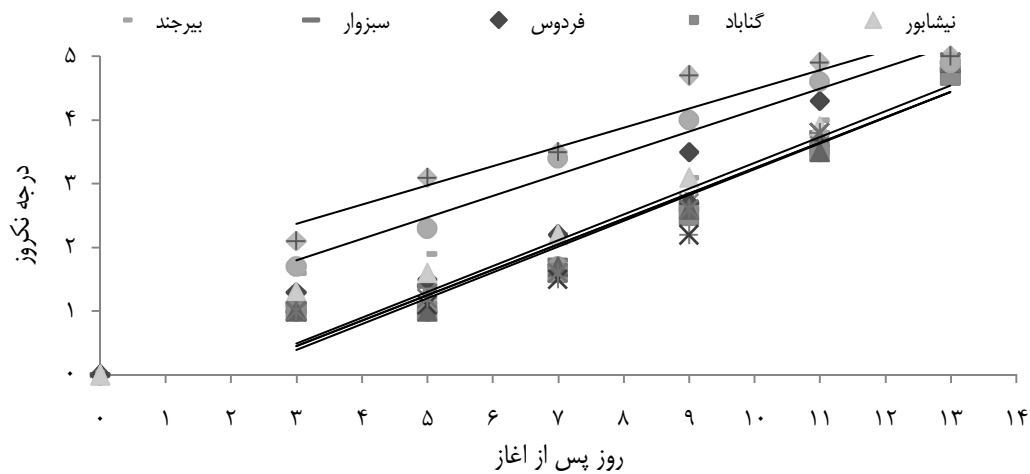 نیشابور گناباد فردوس سبزوار بیرجند
۵
۴
۳
۲
۱
۰
درجه نکروز
۰ ۱ ۲ ۳ ۴ ۵ ۶ ۷ ۸ ۹ ۱۰ ۱۱ ۱۲ ۱۳ ۱۴
روز پس از اغاز